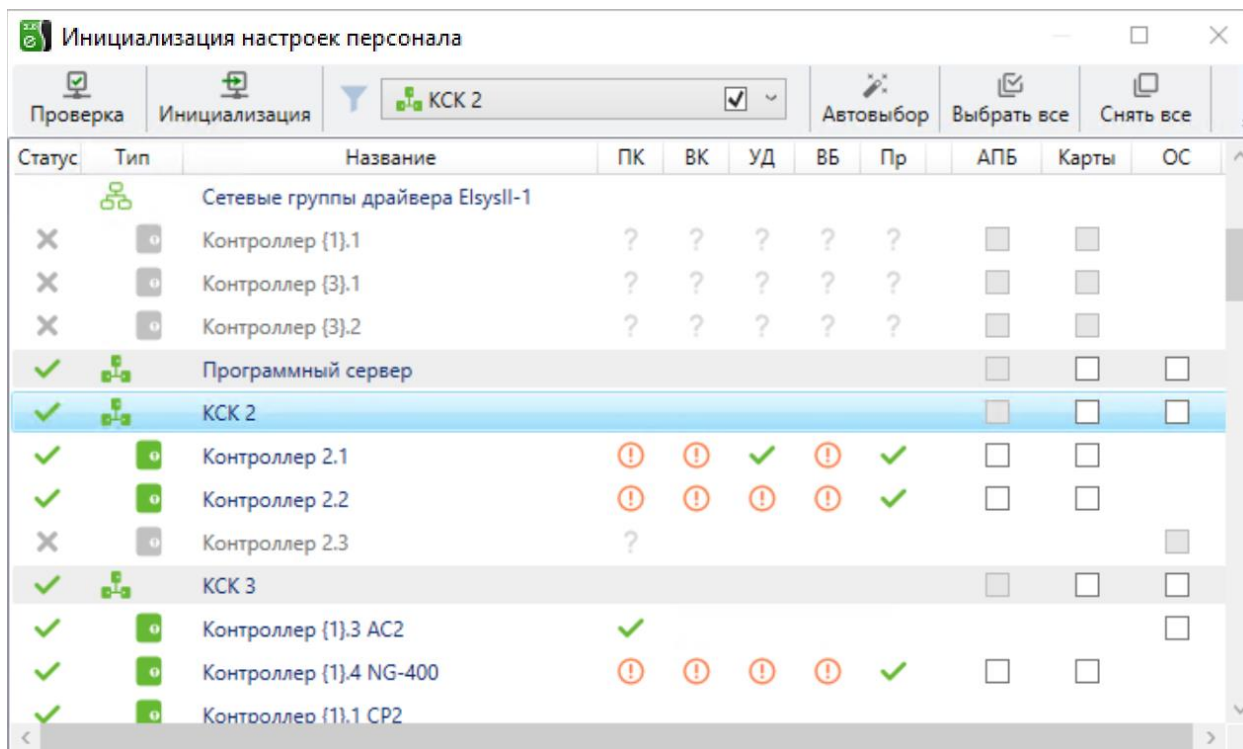 Инициализация настроек персонала
КСК 2
Проверка Инициализация Автовыбор Выбрать все Снять все
Статус Тип Название ПК ВК УД ВБ Пр АПБ Карты ОС
Сетевые группы драйвера ElsysII-1
Контроллер {1}.1 ? ? ? ? ?
Контроллер {3}.1 ? ? ? ? ?
Контроллер {3}.2 ? ? ? ? ?
Программный сервер
КСК 2
Контроллер 2.1
Контроллер 2.2
Контроллер 2.3 ?
КСК 3
Контроллер {1}.3 AC2
Контроллер {1}.4 NG-400
Контроллер {1}.1 CP2